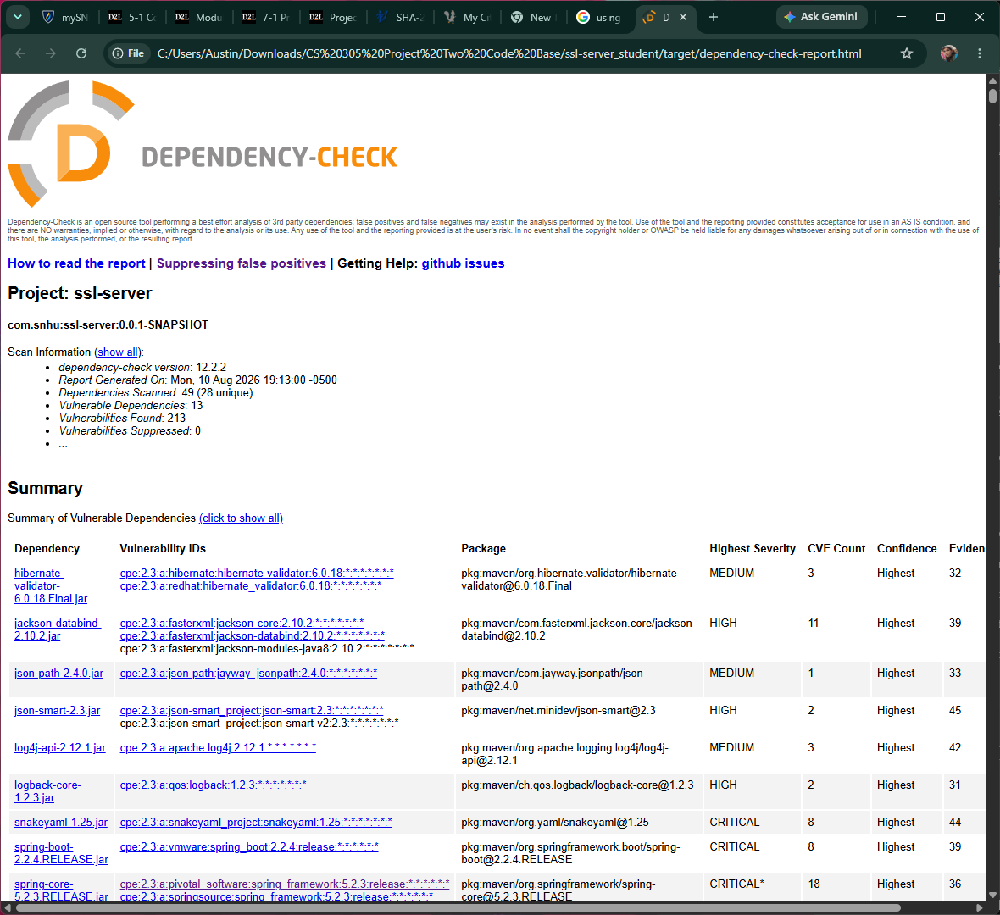 mySN
D2L 5-1 Co
D2L Modu
D2L 7-1 Pr
D2L Projec
SHA-2
My Ci
New T
using
D
Ask Gemini
File
C:/Users/Austin/Downloads/CS%20305%20Project%20Two%20Code%20Base/ssl-server_student/target/dependency-check-report.html
D
DEPENDENCY-CHECK
Dependency-Check is an open source tool performing a best effort analysis of 3rd party dependencies; false positives and false negatives may exist in the analysis performed by the tool. Use of the tool and the reporting provided constitutes acceptance for use in an AS IS condition, and
there are NO warranties, implied or otherwise, with regard to the analysis or its use. Any use of the tool and the reporting provided is at the user's risk. In no event shall the copyright holder or OWASP be held liable for any damages whatsoever arising out of or in connection with the use of
this tool, the analysis performed, or the resulting report.
How to read the report | Suppressing false positives | Getting Help: github issues
Project: ssl-server
com.snhu:ssl-server:0.0.1-SNAPSHOT
Scan Information (show all):
• dependency-check version: 12.2.2
• Report Generated On: Mon, 10 Aug 2026 19:13:00 -0500
• Dependencies Scanned: 49 (28 unique)
• Vulnerable Dependencies: 13
• Vulnerabilities Found: 213
• Vulnerabilities Suppressed: 0
• ...
Summary
Summary of Vulnerable Dependencies (click to show all)
Dependency Vulnerability IDs Package Highest Severity CVE Count Confidence Eviden
hibernate- cpe:2.3:a:hibernate:hibernate-validator:6.0.18:*:*:*:*:*:*:* pkg:maven/org.hibernate.validator/hibernate- MEDIUM 3 Highest 32
validator- cpe:2.3:a:redhat:hibernate_validator:6.0.18:*:*:*:*:*:*:* validator@6.0.18.Final
6.0.18.Final.jar
jackson-databind- cpe:2.3:a:fasterxml:jackson-core:2.10.2:*:*:*:*:*:*:* pkg:maven/com.fasterxml.jackson.core/jackson- HIGH 11 Highest 39
2.10.2.jar cpe:2.3:a:fasterxml:jackson-databind:2.10.2:*:*:*:*:*:*:* databind@2.10.2
cpe:2.3:a:fasterxml:jackson-modules-java8:2.10.2:*:*:*:*:*:*:*
json-path-2.4.0.jar cpe:2.3:a:json-path:jayway_jsonpath:2.4.0:*:*:*:*:*:*:* pkg:maven/com.jayway.jsonpath/json- MEDIUM 1 Highest 33
path@2.4.0
json-smart-2.3.jar cpe:2.3:a:json-smart_project:json-smart:2.3:*:*:*:*:*:*:* pkg:maven/net.minidev/json-smart@2.3 HIGH 2 Highest 45
cpe:2.3:a:json-smart_project:json-smart-v2:2.3:*:*:*:*:*:*:*
log4j-api-2.12.1.jar cpe:2.3:a:apache:log4j:2.12.1:*:*:*:*:*:*:* pkg:maven/org.apache.logging.log4j/log4j- MEDIUM 3 Highest 42
api@2.12.1
logback-core- cpe:2.3:a:qos:logback:1.2.3:*:*:*:*:*:*:* pkg:maven/ch.qos.logback/logback-core@1.2.3 HIGH 2 Highest 31
1.2.3.jar
snakeyaml-1.25.jar cpe:2.3:a:snakeyaml_project:snakeyaml:1.25:*:*:*:*:*:*:* pkg:maven/org.yaml/snakeyaml@1.25 CRITICAL 8 Highest 44
spring-boot- cpe:2.3:a:vmware:spring_boot:2.2.4:release:*:*:*:*:*:* pkg:maven/org.springframework.boot/spring- CRITICAL 8 Highest 39
2.2.4.RELEASE.jar boot@2.2.4.RELEASE
spring-core- cpe:2.3:a:pivotal_software:spring_framework:5.2.3:release:*:*:*:*:*:* pkg:maven/org.springframework/spring- CRITICAL* 18 Highest 36
5.2.3.RELEASE.jar cpe:2.3:a:springsource:spring_framework:5.2.3:release:*:*:*:*:*:* core@5.2.3.RELEASE